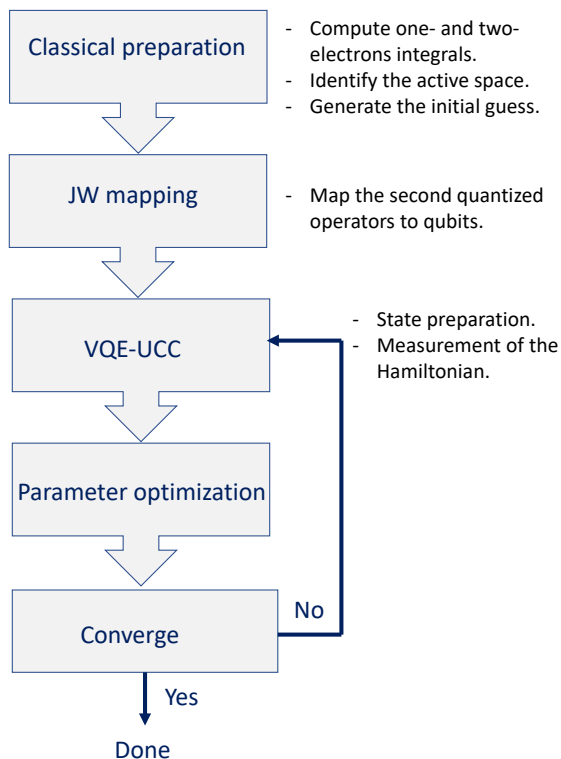 Classical preparation
- Compute one- and two-
electrons integrals.
- Identify the active space.
- Generate the initial guess.
JW mapping
- Map the second quantized
operators to qubits.
VQE-UCC
- State preparation.
- Measurement of the
Hamiltonian.
Parameter optimization
Converge
No
Yes
Done